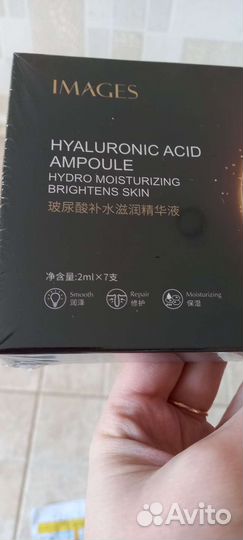 IMAGES
HYALURONIC ACID
AMPOULE
HYDRO MOISTURIZING
BRIGHTENS SKIN
玻尿酸补水滋润精华液
净含量:2ml×7支
Smooth
润泽
Repair
修护
Moisturizing
保湿
Avito